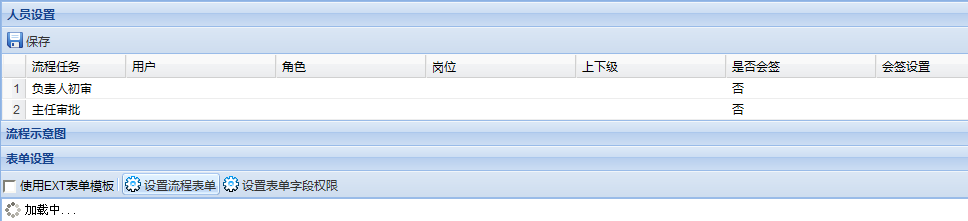 人员设置
保存
流程任务 用户 角色 岗位 上下级 是否会签 会签设置
1 负责人初审 否
2 主任审批 否
流程示意图
表单设置
使用EXT表单模板 设置流程表单 设置表单字段权限
加载中...